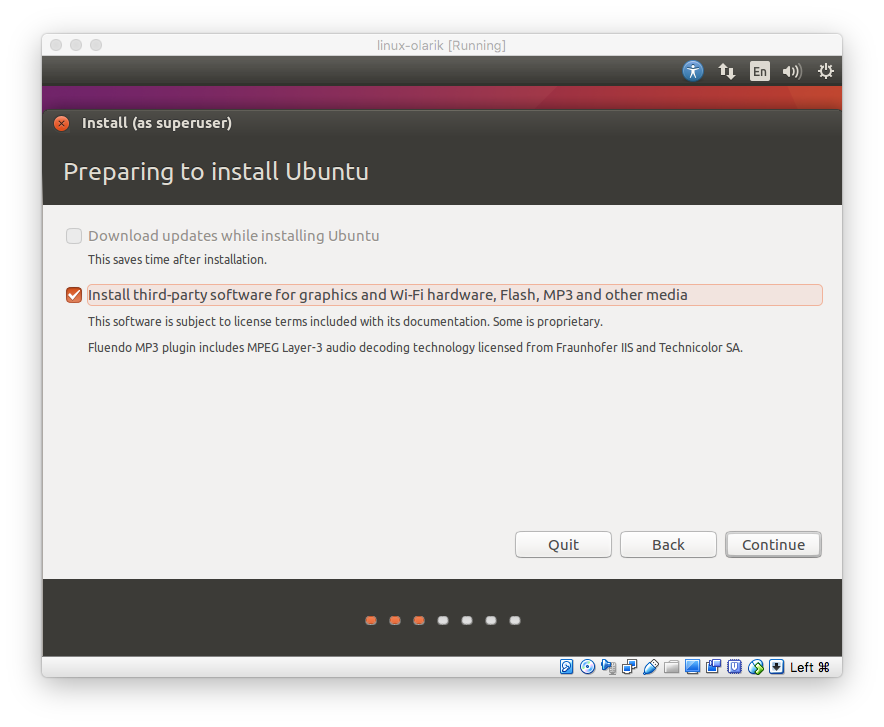 linux-olarik [Running]
En
Install (as superuser)
Preparing to install Ubuntu
Download updates while installing Ubuntu
This saves time after installation.
Install third-party software for graphics and Wi-Fi hardware, Flash, MP3 and other media
This software is subject to license terms included with its documentation. Some is proprietary.
Fluendo MP3 plugin includes MPEG Layer-3 audio decoding technology licensed from Fraunhofer IIS and Technicolor SA.
Quit Back Continue
Left ⌘